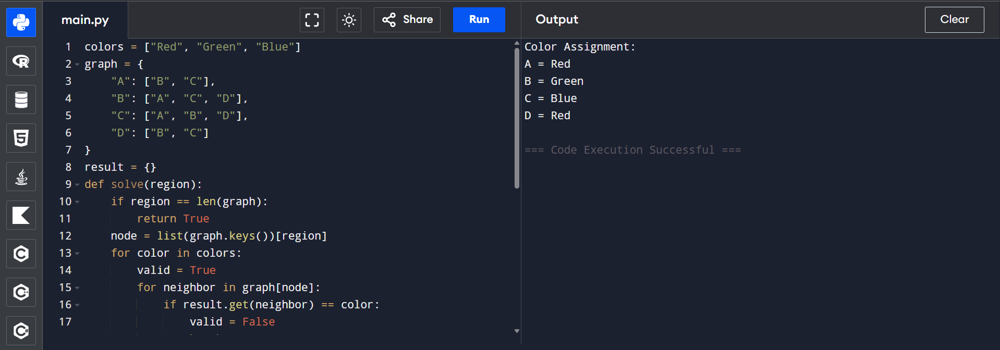 main.py
Share
Run
Output
Clear
1 colors = ["Red", "Green", "Blue"]
2 graph = {
3     "A": ["B", "C"],
4     "B": ["A", "C", "D"],
5     "C": ["A", "B", "D"],
6     "D": ["B", "C"]
7 }
8 result = {}
9 def solve(region):
10     if region == len(graph):
11         return True
12     node = list(graph.keys())[region]
13     for color in colors:
14         valid = True
15         for neighbor in graph[node]:
16             if result.get(neighbor) == color:
17                 valid = False
Color Assignment:
A = Red
B = Green
C = Blue
D = Red
=== Code Execution Successful ===
R
5
C
C++
C#